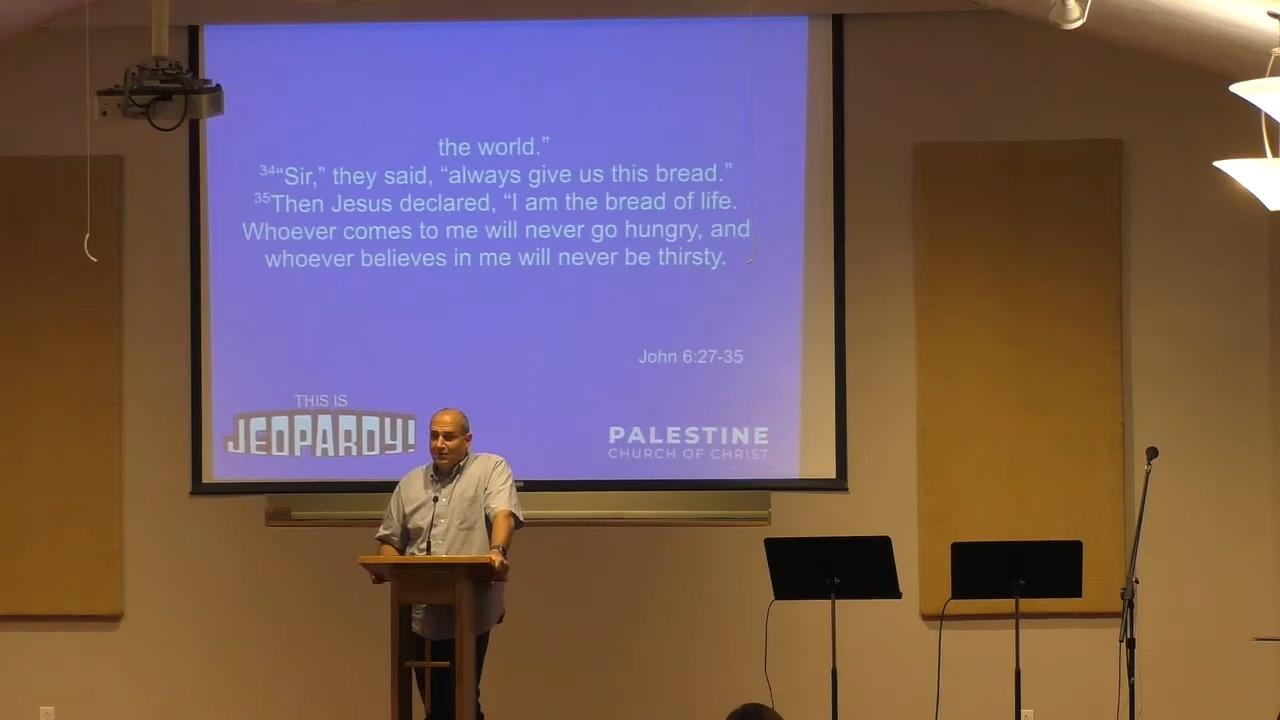 the world.”
³⁴“Sir,” they said, “always give us this bread.”
³⁵Then Jesus declared, “I am the bread of life.
Whoever comes to me will never go hungry, and
whoever believes in me will never be thirsty.
John 6:27-35
THIS IS
JEOPARDY!
PALESTINE
CHURCH OF CHRIST